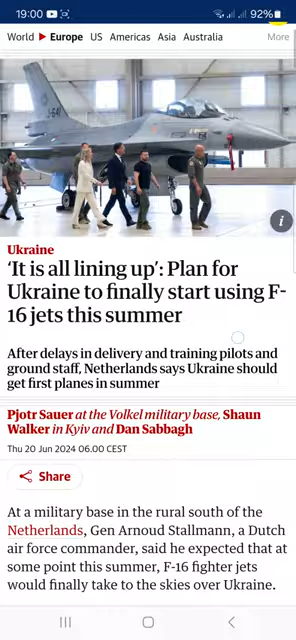 19:00
92%
World Europe US Americas Asia Australia More
i
Ukraine
‘It is all lining up’: Plan for
Ukraine to finally start using F-
16 jets this summer
After delays in delivery and training pilots and
ground staff, Netherlands says Ukraine should
get first planes in summer
Pjotr Sauer at the Volkel military base, Shaun
Walker in Kyiv and Dan Sabbagh
Thu 20 Jun 2024 06.00 CEST
Share
At a military base in the rural south of the
Netherlands, Gen Arnoud Stallmann, a Dutch
air force commander, said he expected that at
some point this summer, F-16 fighter jets
would finally take to the skies over Ukraine.